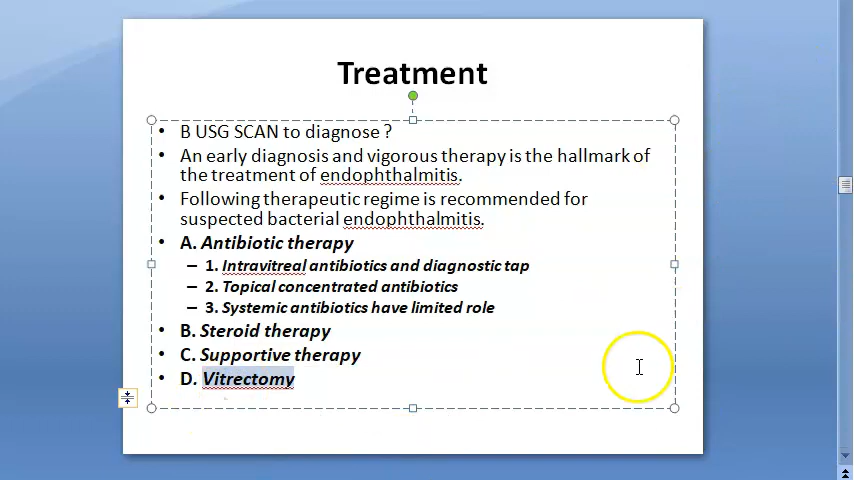 Treatment
• B USG SCAN to diagnose ?
• An early diagnosis and vigorous therapy is the hallmark of
the treatment of endophthalmitis.
• Following therapeutic regime is recommended for
suspected bacterial endophthalmitis.
• A. Antibiotic therapy
– 1. Intravitreal antibiotics and diagnostic tap
– 2. Topical concentrated antibiotics
– 3. Systemic antibiotics have limited role
• B. Steroid therapy
• C. Supportive therapy
• D. Vitrectomy